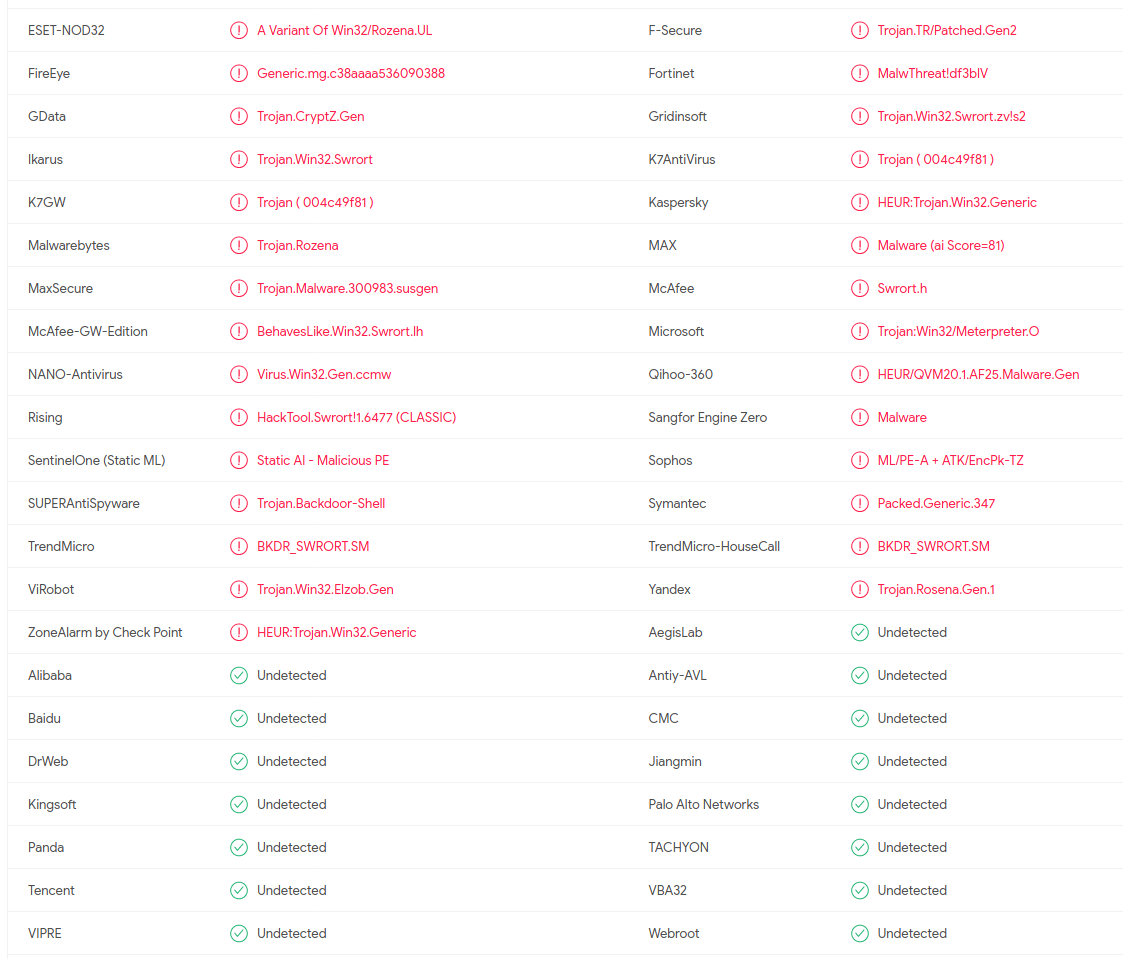 ESET-NOD32 A Variant Of Win32/Rozena.UL F-Secure Trojan.TR/Patched.Gen2
FireEye Generic.mg.c38aaaa536090388 Fortinet MalwThreat!df3bIV
GData Trojan.CryptZ.Gen Gridinsoft Trojan.Win32.Swrort.zv!s2
Ikarus Trojan.Win32.Swrort K7AntiVirus Trojan ( 004c49f81 )
K7GW Trojan ( 004c49f81 ) Kaspersky HEUR:Trojan.Win32.Generic
Malwarebytes Trojan.Rozena MAX Malware (ai Score=81)
MaxSecure Trojan.Malware.300983.susgen McAfee Swrort.h
McAfee-GW-Edition BehavesLike.Win32.Swrort.lh Microsoft Trojan:Win32/Meterpreter.O
NANO-Antivirus Virus.Win32.Gen.ccmw Qihoo-360 HEUR/QVM20.1.AF25.Malware.Gen
Rising HackTool.Swrort!1.6477 (CLASSIC) Sangfor Engine Zero Malware
SentinelOne (Static ML) Static AI - Malicious PE Sophos ML/PE-A + ATK/EncPk-TZ
SUPERAntiSpyware Trojan.Backdoor-Shell Symantec Packed.Generic.347
TrendMicro BKDR_SWRORT.SM TrendMicro-HouseCall BKDR_SWRORT.SM
ViRobot Trojan.Win32.Elzob.Gen Yandex Trojan.Rosena.Gen.1
ZoneAlarm by Check Point HEUR:Trojan.Win32.Generic AegisLab Undetected
Alibaba Undetected Antiy-AVL Undetected
Baidu Undetected CMC Undetected
DrWeb Undetected Jiangmin Undetected
Kingsoft Undetected Palo Alto Networks Undetected
Panda Undetected TACHYON Undetected
Tencent Undetected VBA32 Undetected
VIPRE Undetected Webroot Undetected